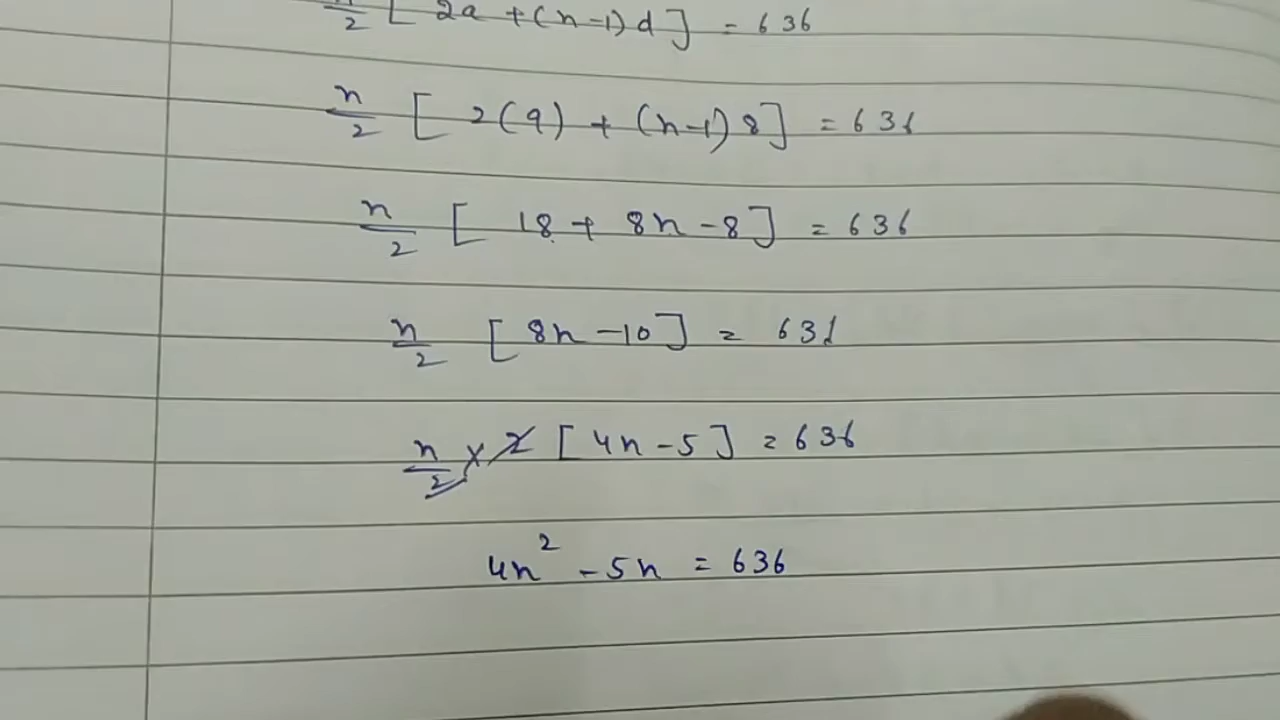 n/2 [ 2a + (n-1) d ] = 636
n/2 [ 2(9) + (n-1) 8 ] = 636
n/2 [ 18 + 8n - 8 ] = 636
n/2 [ 8n - 10 ] = 636
n/2 × 2 [ 4n - 5 ] = 636
4n² - 5n = 636